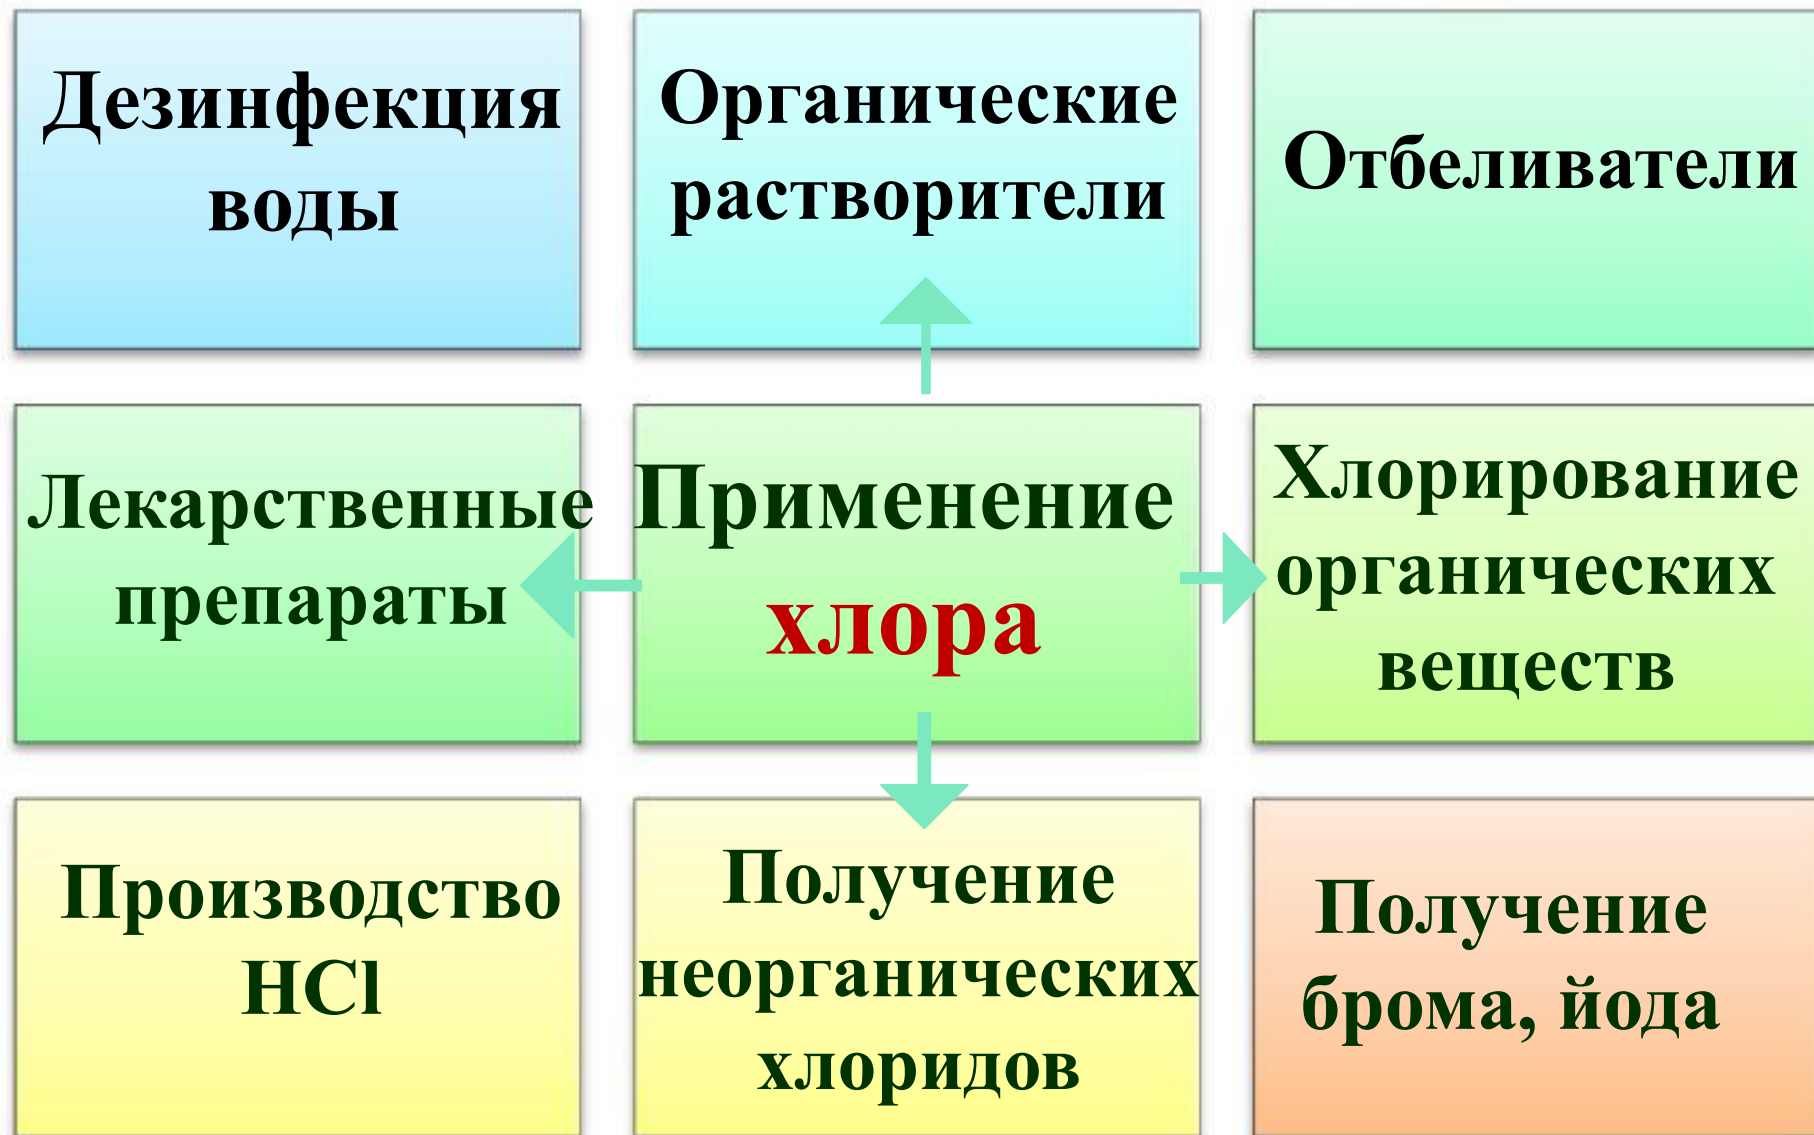 Дезинфекция
воды
Органические
растворители
Отбеливатели
Лекарственные
препараты
Применение
хлора
Хлорирование
органических
веществ
Производство
HCl
Получение
неорганических
хлоридов
Получение
брома, йода